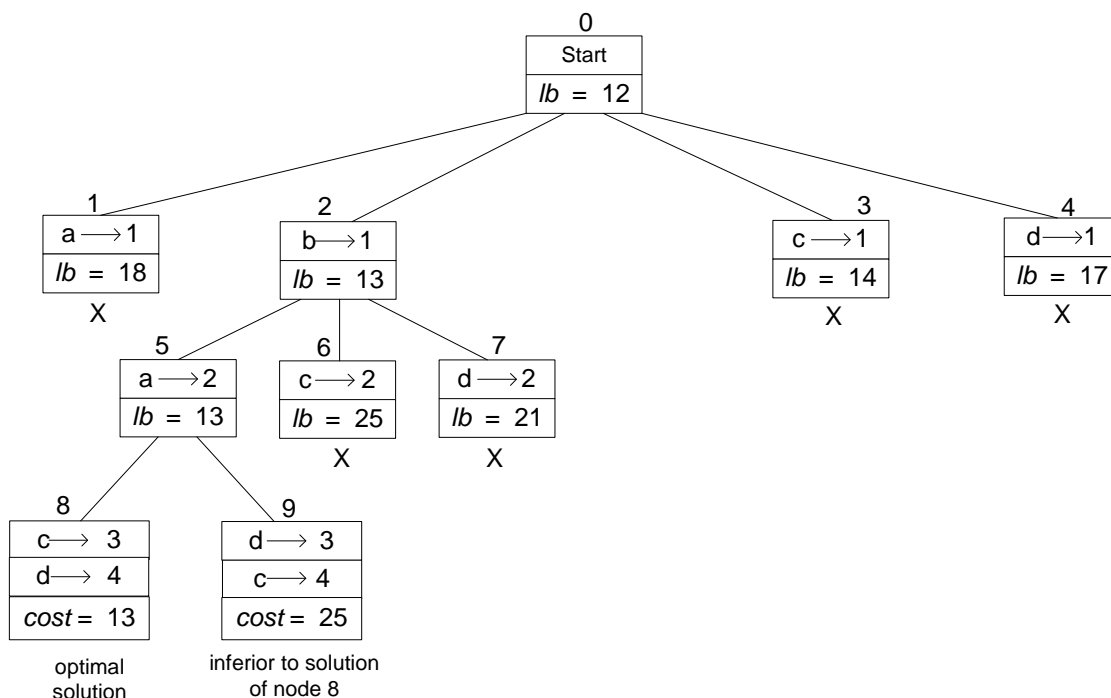 0
Start
lb = 12
1
a ⟶ 1
lb = 18
X
2
b ⟶ 1
lb = 13
3
c ⟶ 1
lb = 14
X
4
d ⟶ 1
lb = 17
X
5
a ⟶ 2
lb = 13
6
c ⟶ 2
lb = 25
X
7
d ⟶ 2
lb = 21
X
8
c ⟶ 3
d ⟶ 4
cost = 13
optimal
solution
9
d ⟶ 3
c ⟶ 4
cost = 25
inferior to solution
of node 8